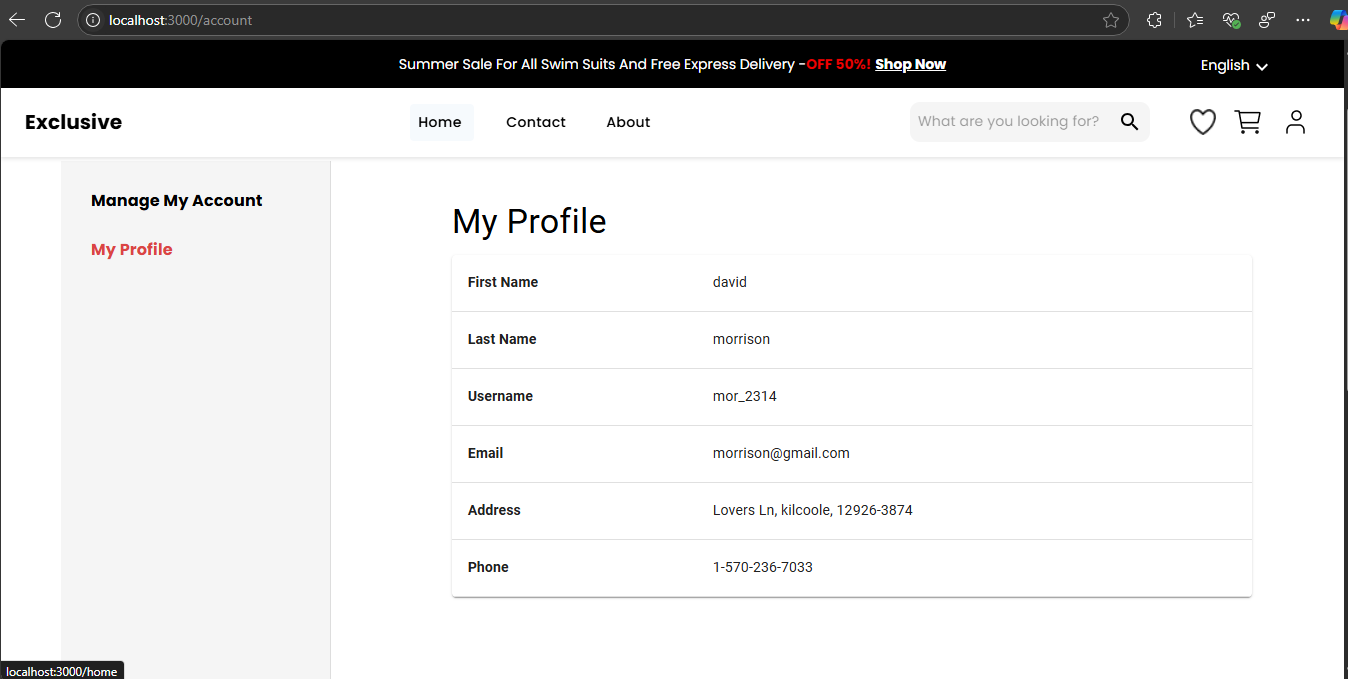 localhost:3000/account
Summer Sale For All Swim Suits And Free Express Delivery -OFF 50%! Shop Now
English
Exclusive
Home
Contact
About
What are you looking for?
Manage My Account
My Profile
My Profile
First Name david
Last Name morrison
Username mor_2314
Email morrison@gmail.com
Address Lovers Ln, kilcoole, 12926-3874
Phone 1-570-236-7033
localhost:3000/home